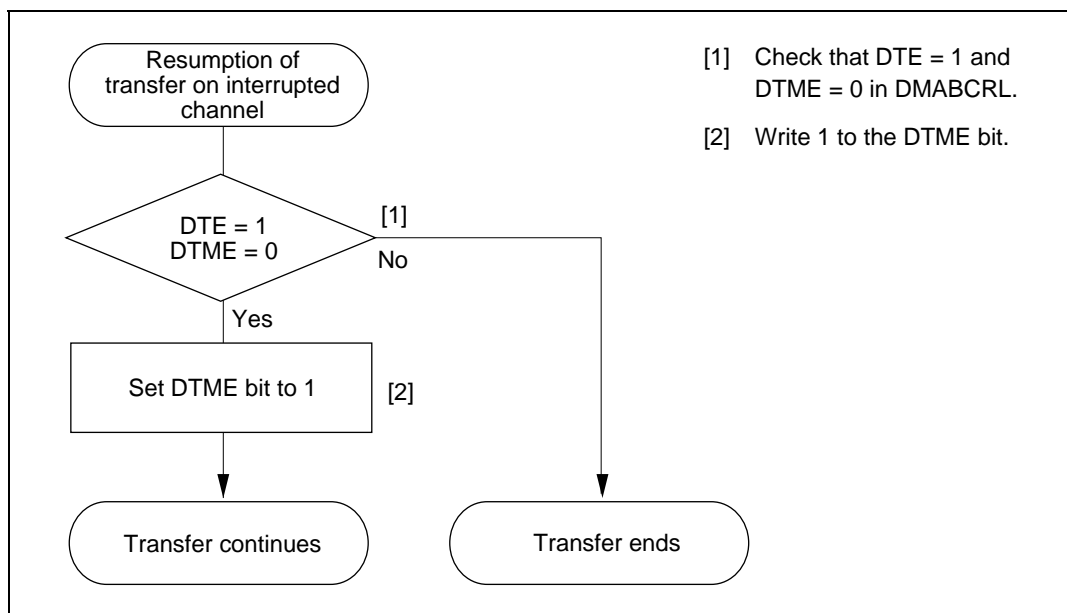 Resumption of
transfer on interrupted
channel
[1] Check that DTE = 1 and
DTME = 0 in DMABCRL.
[2] Write 1 to the DTME bit.
DTE = 1
DTME = 0
[1]
No
Yes
Set DTME bit to 1
[2]
Transfer continues
Transfer ends